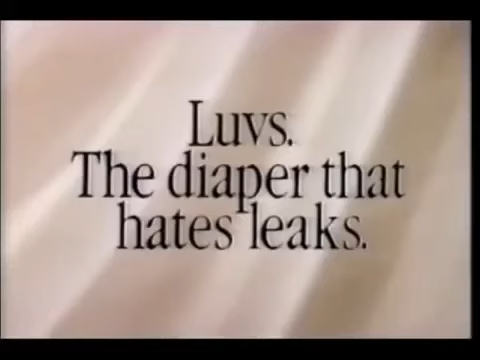 Luvs.
The diaper that
hates leaks.